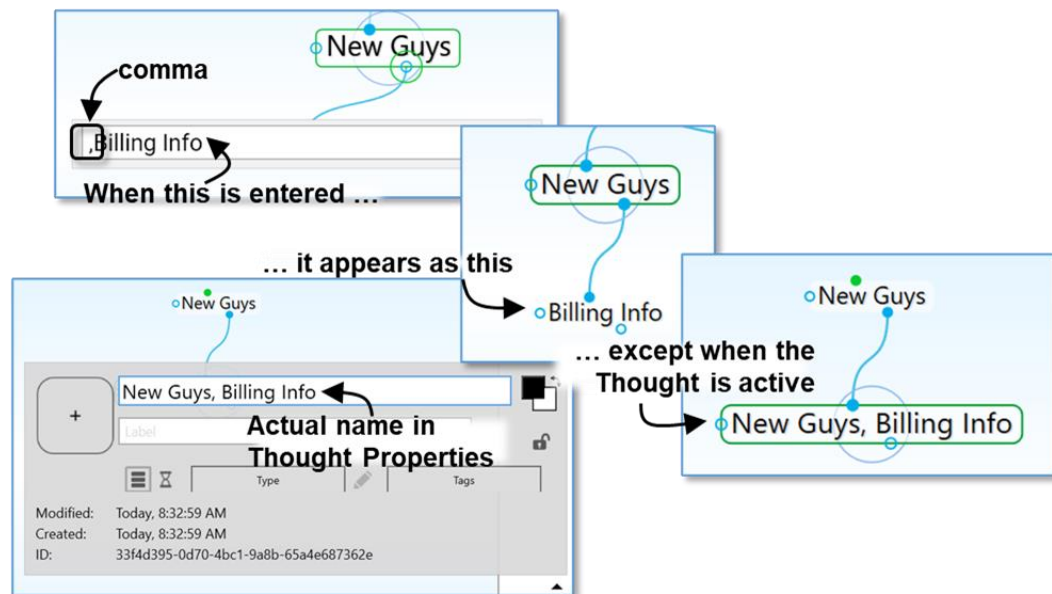 New Guys
comma
,Billing Info
When this is entered ...
New Guys
... it appears as this
Billing Info
New Guys
... except when the
Thought is active
New Guys, Billing Info
New Guys
New Guys, Billing Info
Label
Actual name in
Thought Properties
+
Type
Tags
Modified: Today, 8:32:59 AM
Created: Today, 8:32:59 AM
ID: 33f4d395-0d70-4bc1-9a8b-65a4e687362e